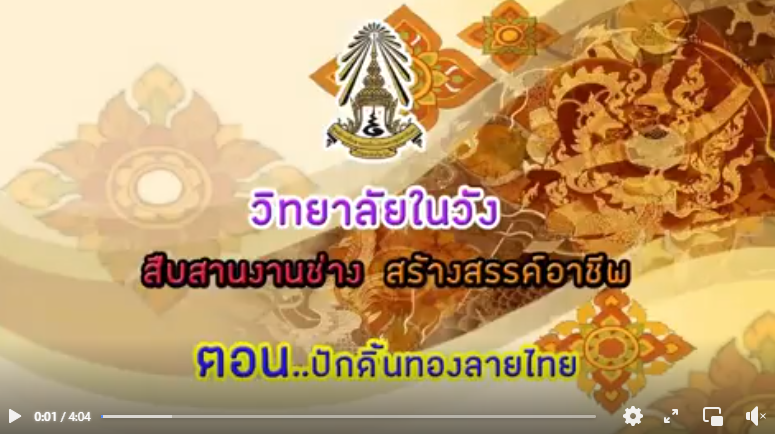 วิทยาลัยในวัง
สืบสานงานช่าง สร้างสรรค์อาชีพ
ตอน..ปักดิ้นทองลายไทย
0:01 / 4:04